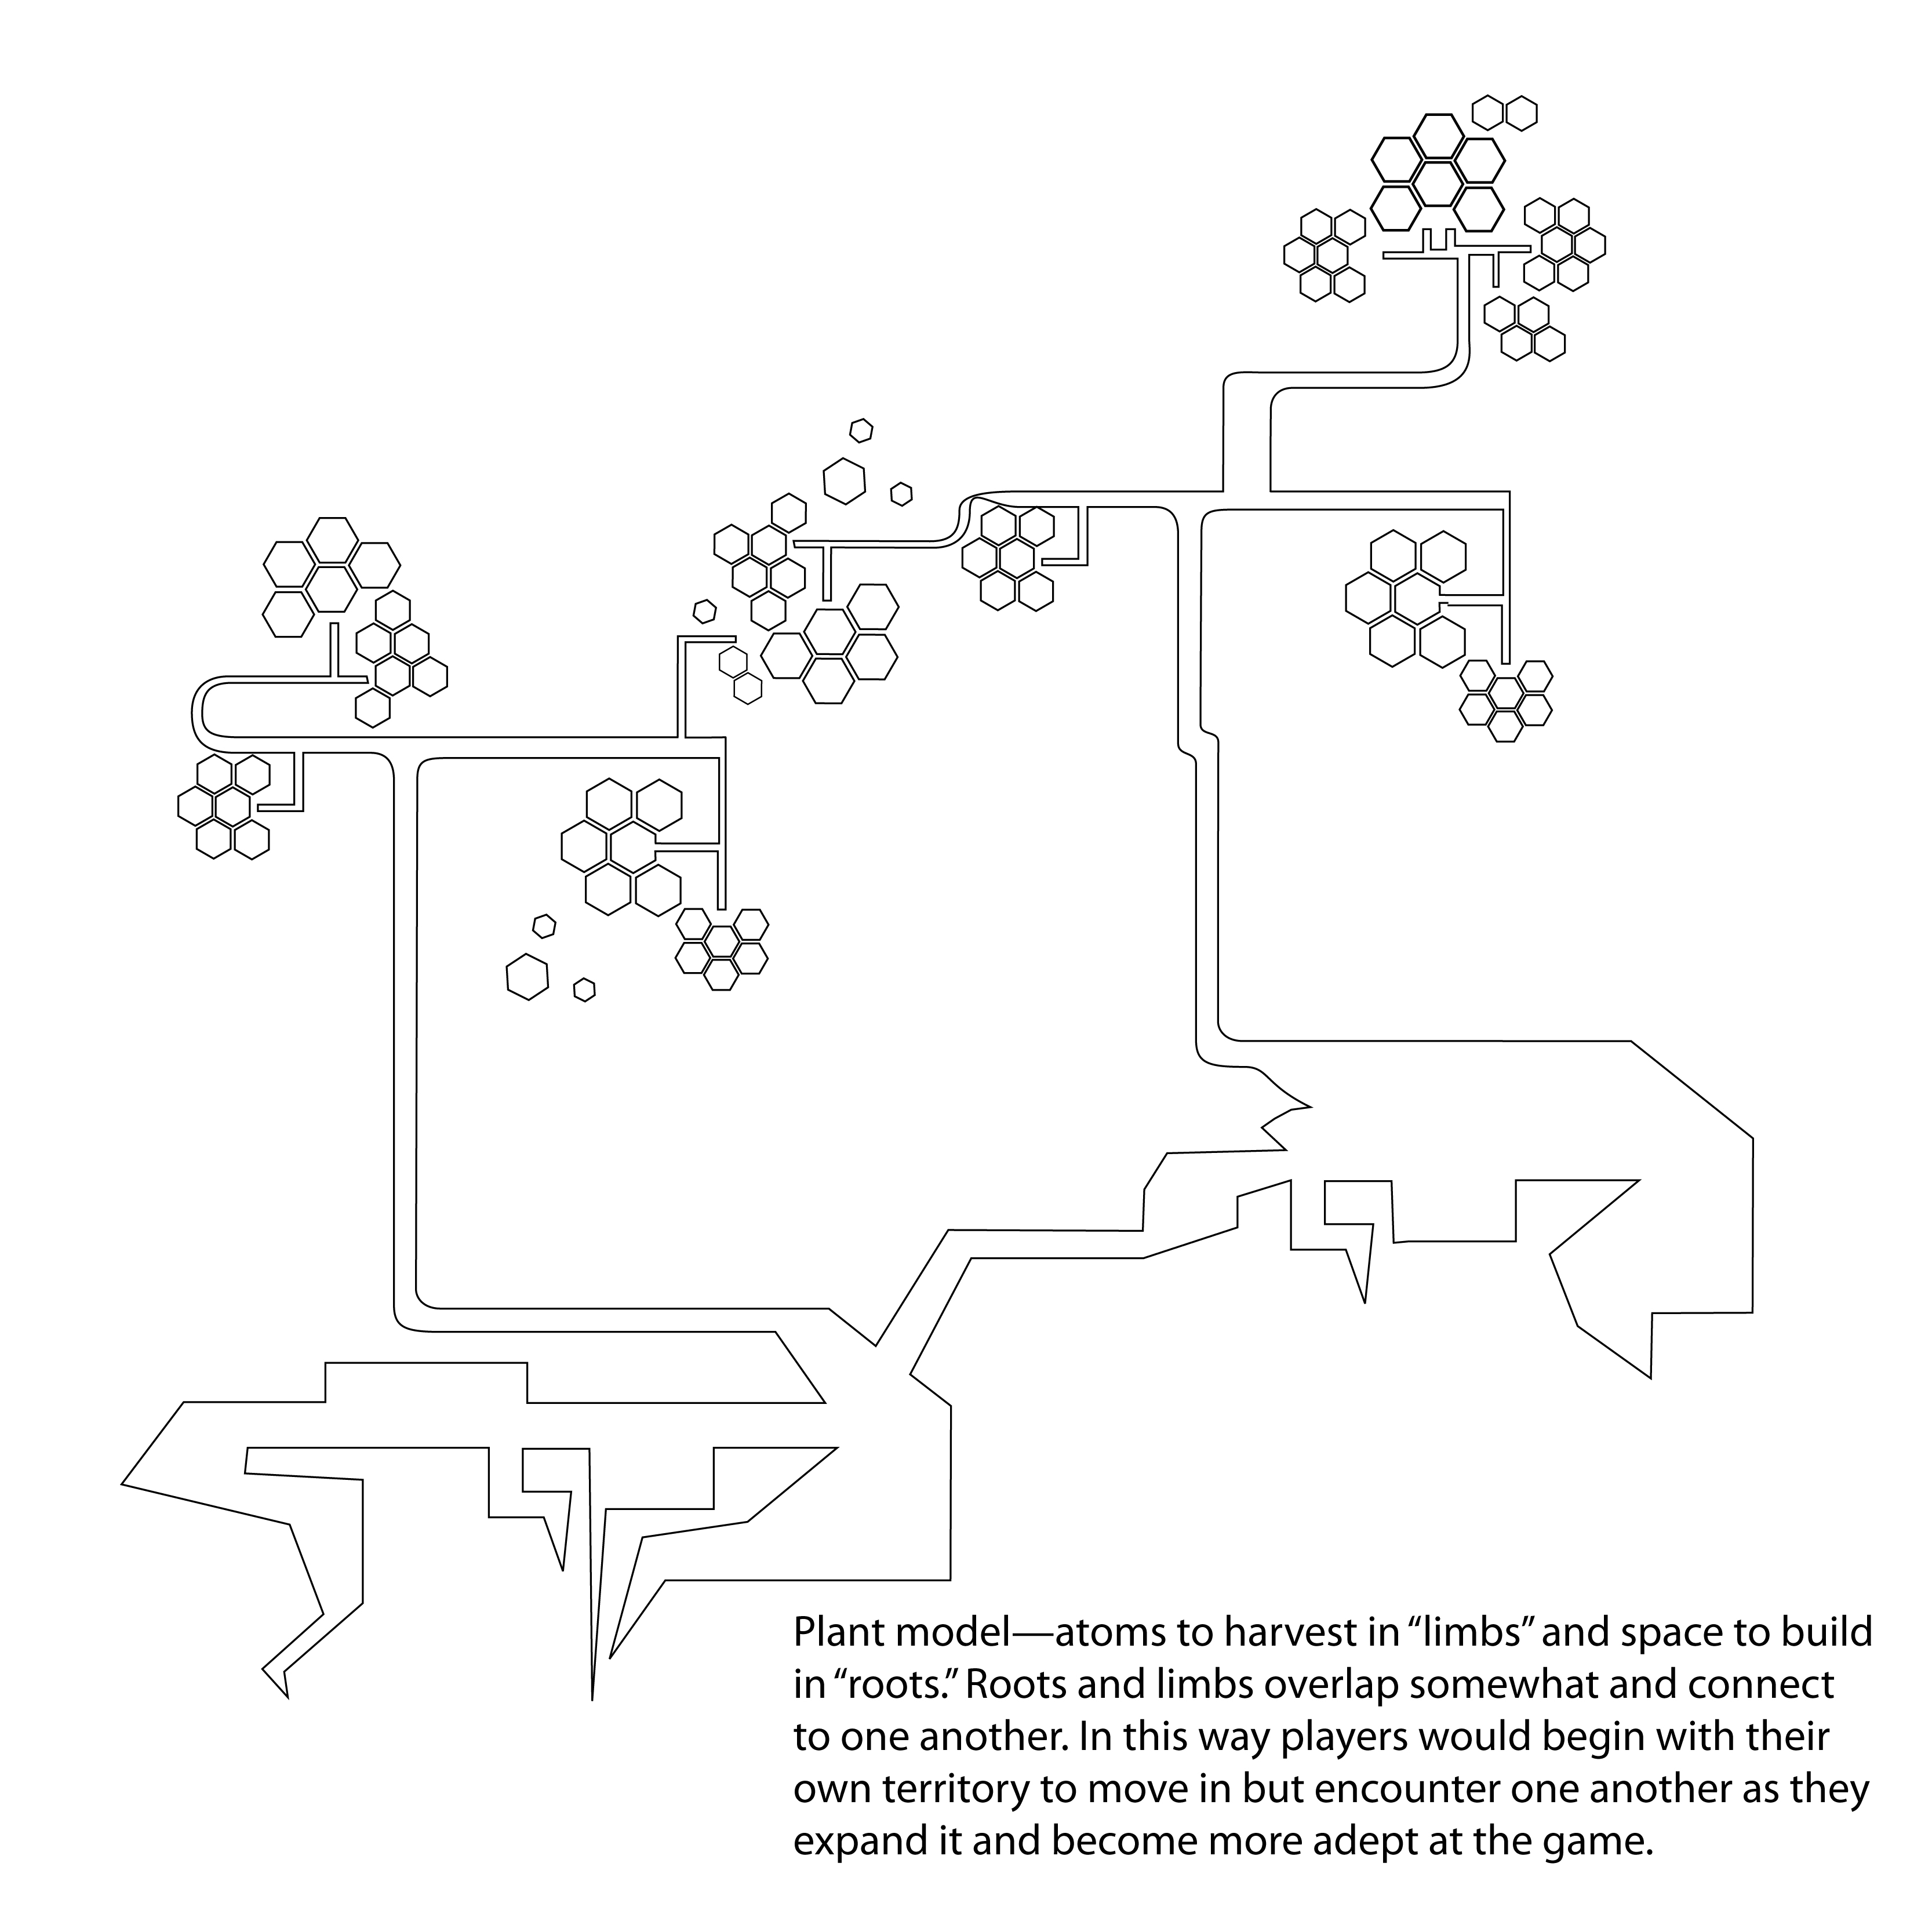 Plant model—atoms to harvest in “limbs” and space to build
in “roots.” Roots and limbs overlap somewhat and connect
to one another. In this way players would begin with their
own territory to move in but encounter one another as they
expand it and become more adept at the game.